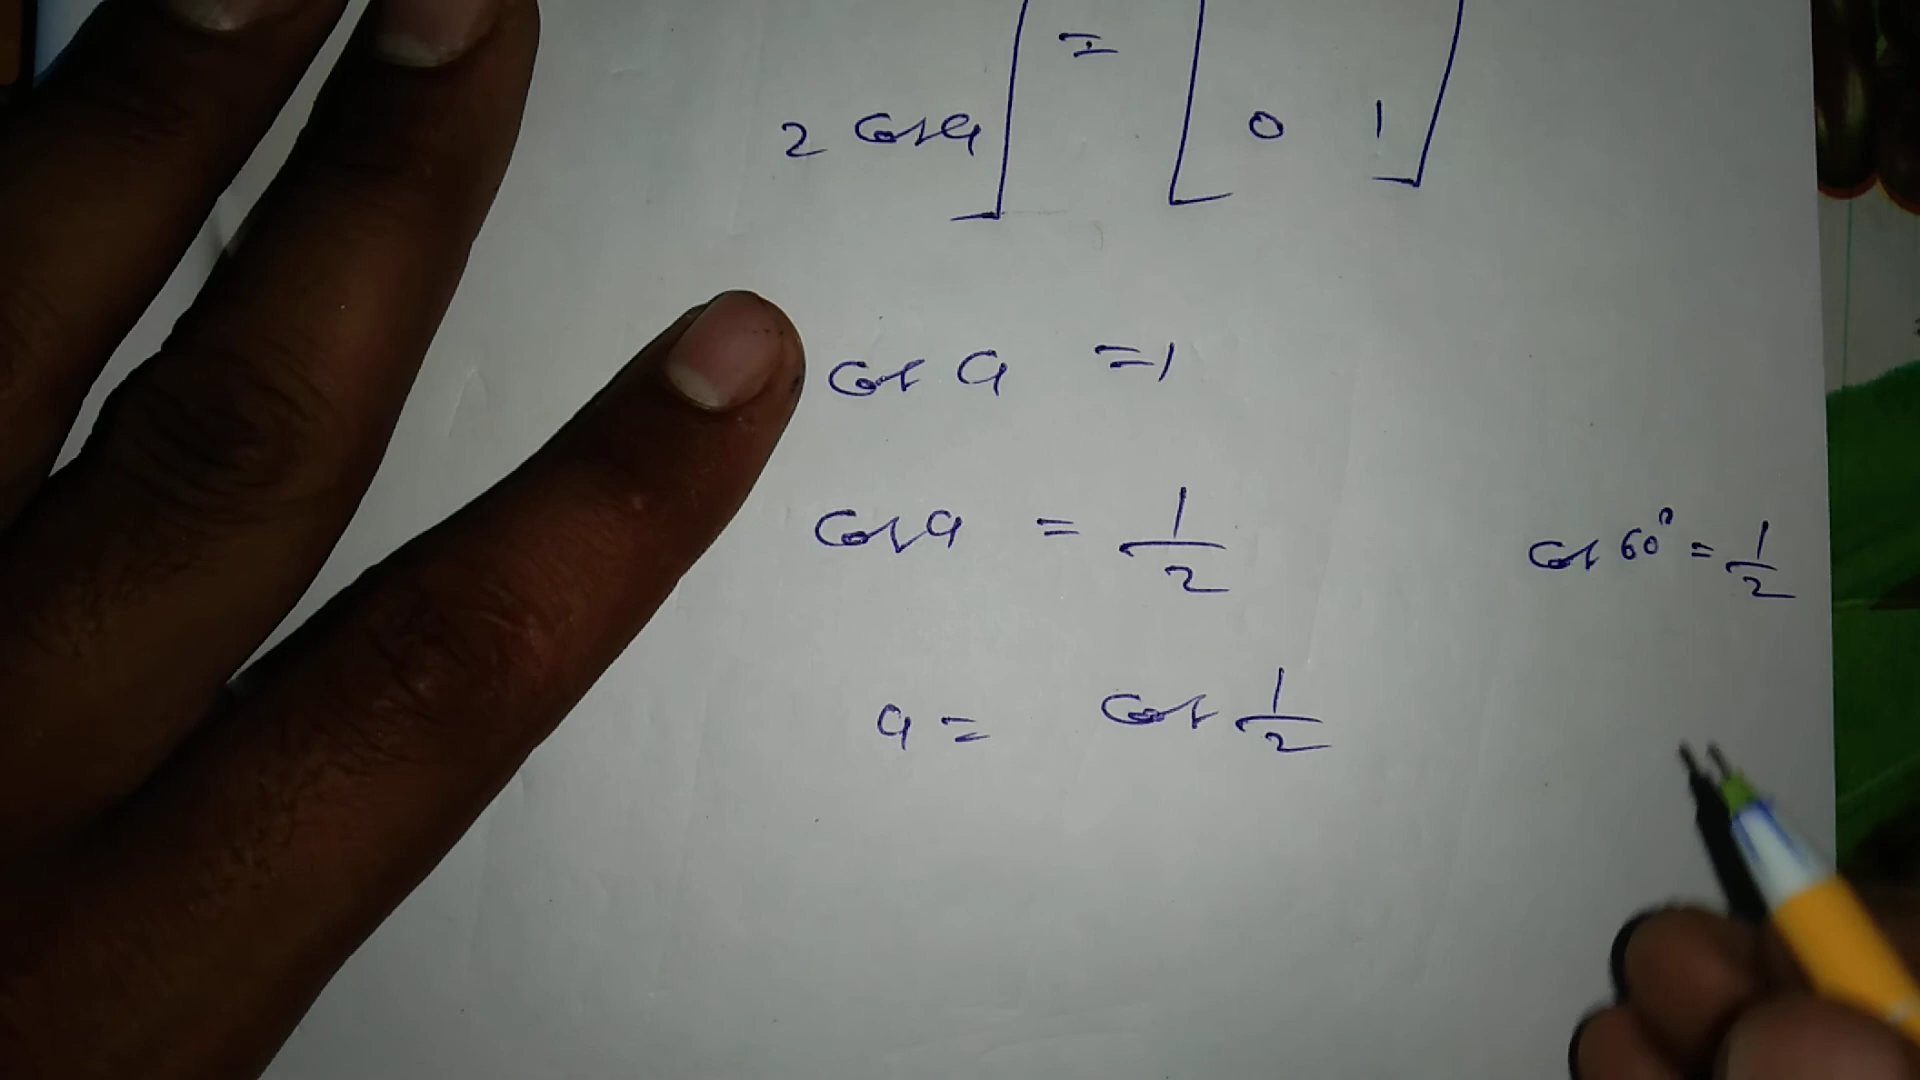 =
2 cos a ] = [ 0 1 ]
cos a = 1
cos a = 1/2
cos 60° = 1/2
a = cos 1/2